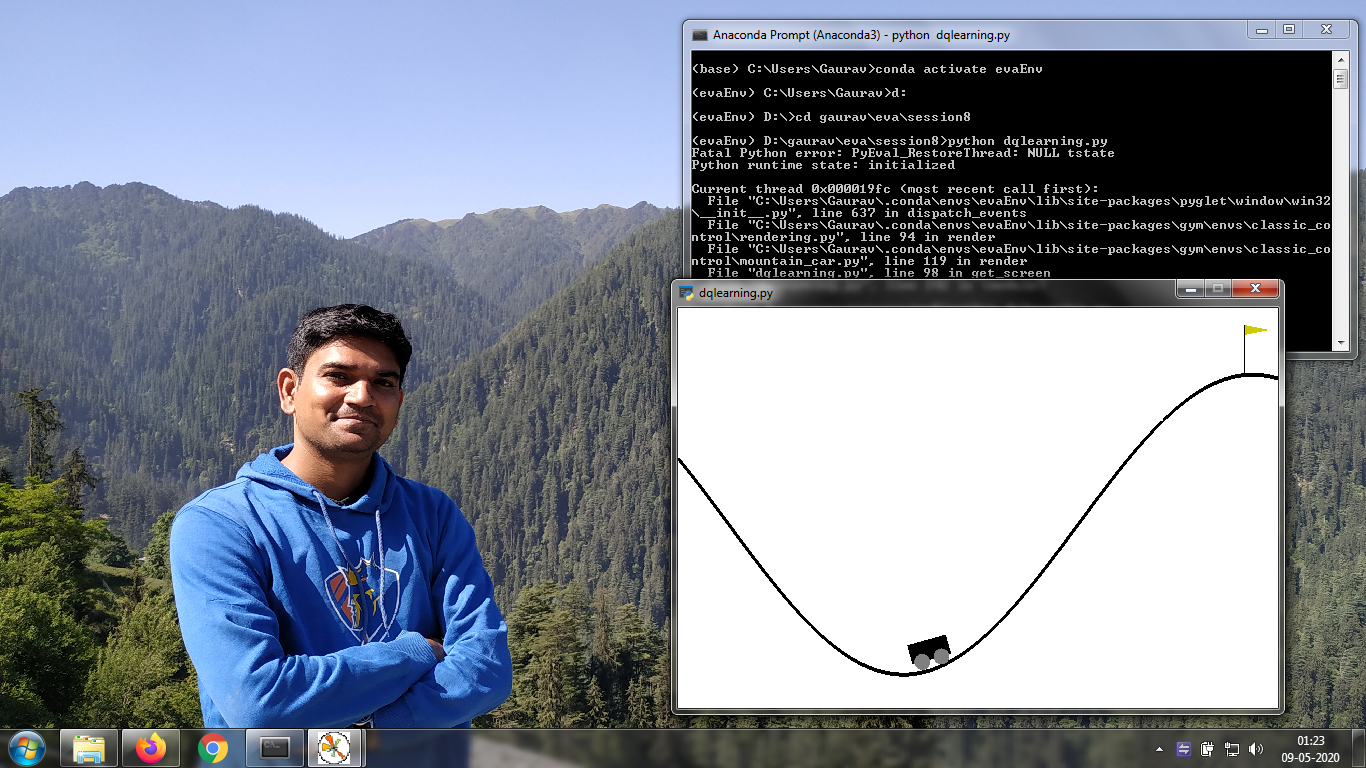 Anaconda Prompt (Anaconda3) - python  dqlearning.py
(base) C:\Users\Gaurav>conda activate evaEnv
(evaEnv) C:\Users\Gaurav>d:
(evaEnv) D:\>cd gaurav\eva\session8
(evaEnv) D:\gaurav\eva\session8>python dqlearning.py
Fatal Python error: PyEval_RestoreThread: NULL tstate
Python runtime state: initialized
Current thread 0x000019fc (most recent call first):
  File "C:\Users\Gaurav\.conda\envs\evaEnv\lib\site-packages\pyglet\window\win32
\__init__.py", line 637 in dispatch_events
  File "C:\Users\Gaurav\.conda\envs\evaEnv\lib\site-packages\gym\envs\classic_co
ntrol\rendering.py", line 94 in render
  File "C:\Users\Gaurav\.conda\envs\evaEnv\lib\site-packages\gym\envs\classic_co
ntrol\mountain_car.py", line 119 in render
  File "dqlearning.py", line 98 in get_screen
dqlearning.py
01:23
09-05-2020